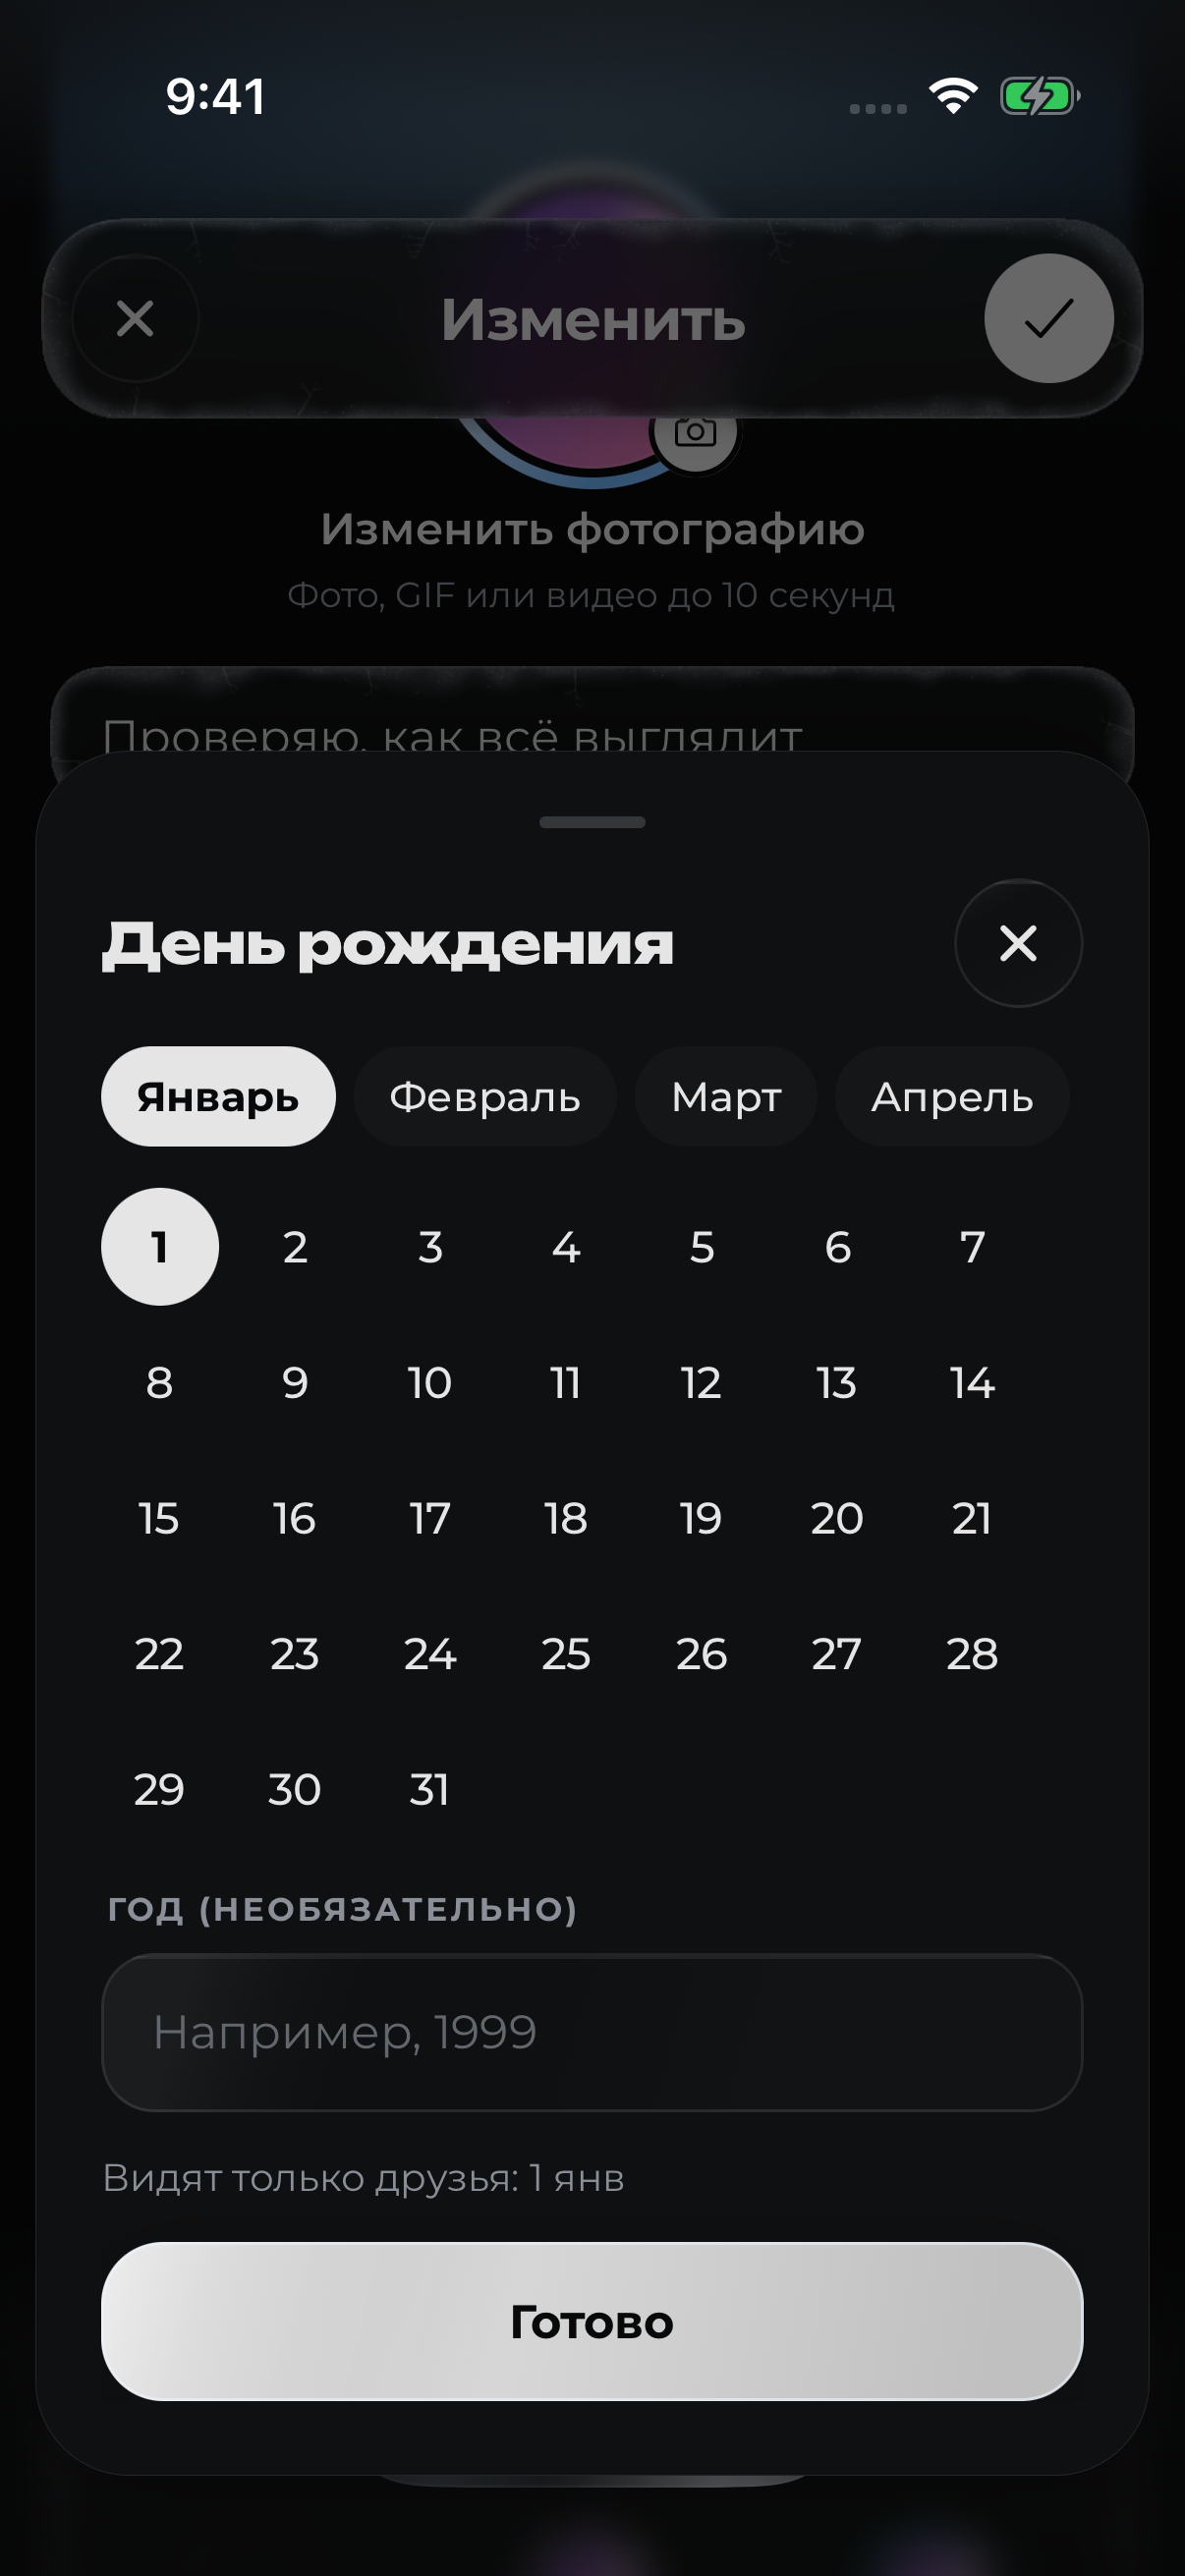 9:41
Изменить
Изменить фотографию
Фото, GIF или видео до 10 секунд
Проверяю, как всё выглядит
День рождения
Январь Февраль Март Апрель
1 2 3 4 5 6 7
8 9 10 11 12 13 14
15 16 17 18 19 20 21
22 23 24 25 26 27 28
29 30 31
ГОД (НЕОБЯЗАТЕЛЬНО)
Например, 1999
Видят только друзья: 1 янв
Готово